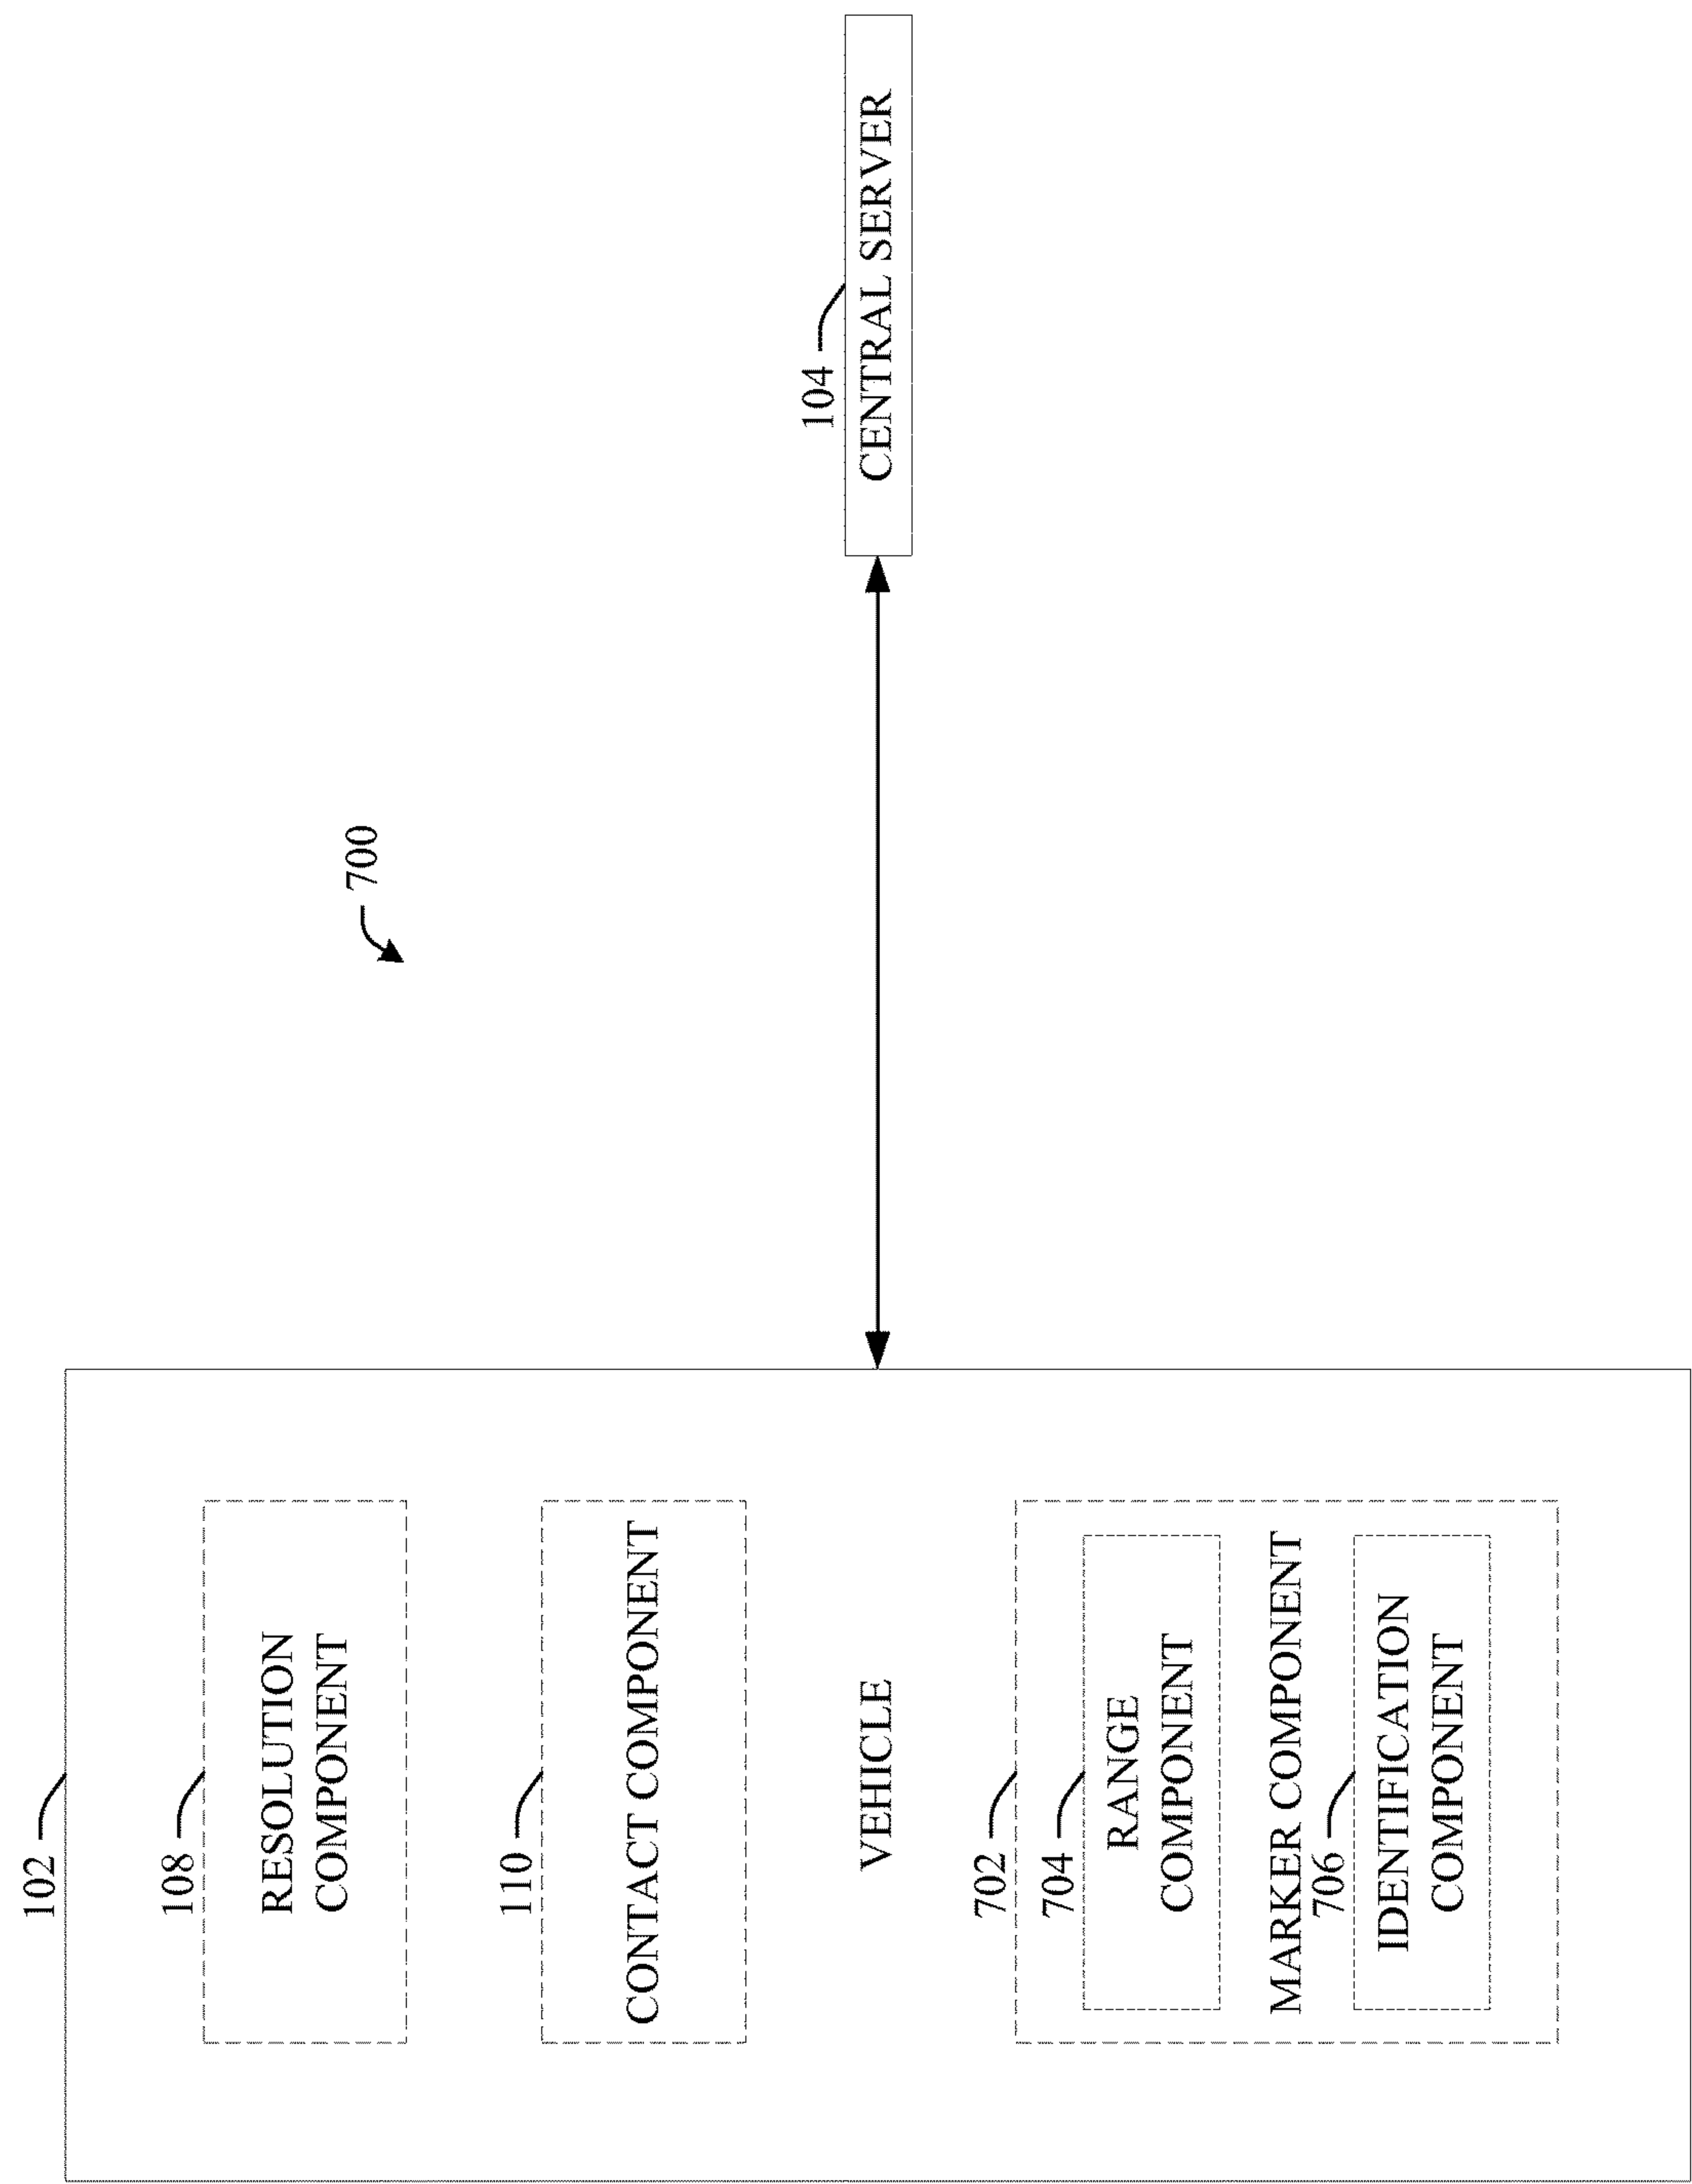 700
102
108
RESOLUTION
COMPONENT
110
CONTACT COMPONENT
VEHICLE
702
704
RANGE
COMPONENT
MARKER COMPONENT
706
IDENTIFICATION
COMPONENT
104
CENTRAL SERVER